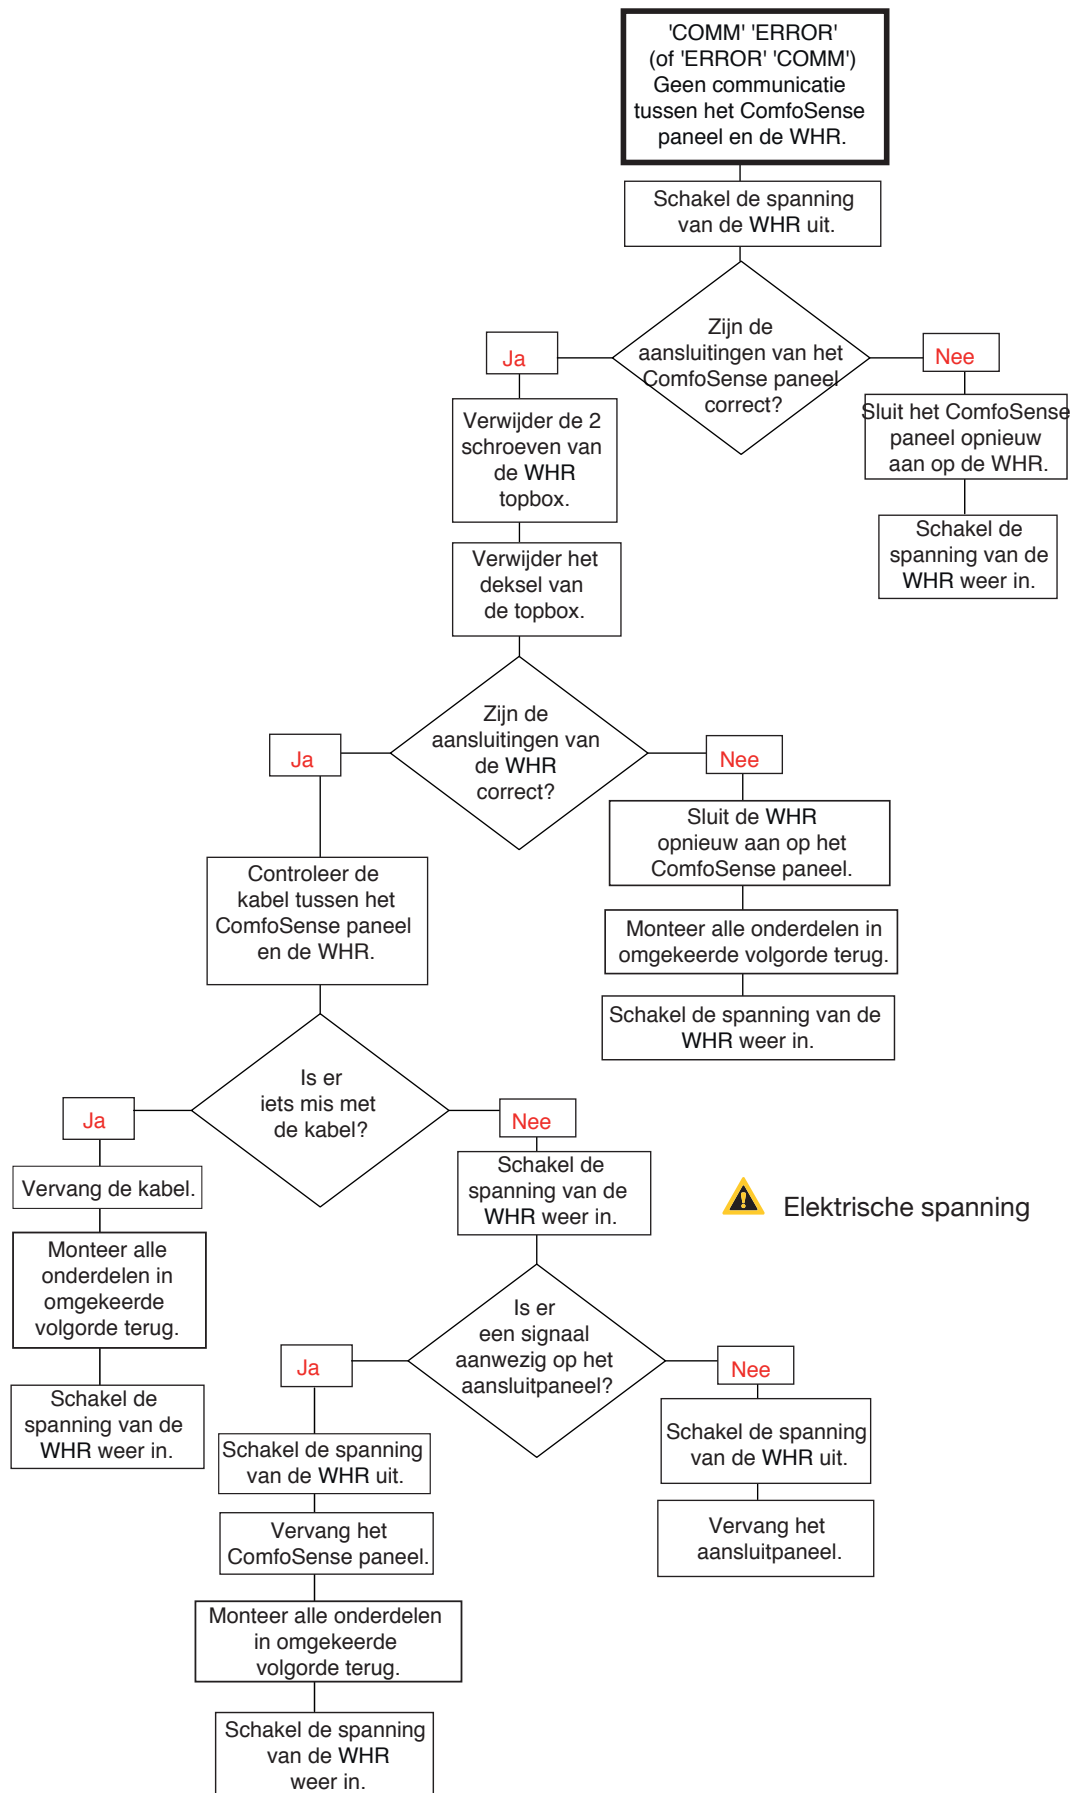 'COMM' 'ERROR'
(of 'ERROR' 'COMM')
Geen communicatie
tussen het ComfoSense
paneel en de WHR.
Schakel de spanning
van de WHR uit.
Zijn de
aansluitingen van het
ComfoSense paneel
correct?
Ja
Nee
Verwijder de 2
schroeven van
de WHR
topbox.
Sluit het ComfoSense
paneel opnieuw
aan op de WHR.
Schakel de
spanning van de
WHR weer in.
Verwijder het
deksel van
de topbox.
Zijn de
aansluitingen van
de WHR
correct?
Ja
Nee
Sluit de WHR
opnieuw aan op het
ComfoSense paneel.
Monteer alle onderdelen in
omgekeerde volgorde terug.
Schakel de spanning van de
WHR weer in.
Controleer de
kabel tussen het
ComfoSense paneel
en de WHR.
Is er
iets mis met
de kabel?
Ja
Nee
Vervang de kabel.
Monteer alle
onderdelen in
omgekeerde
volgorde terug.
Schakel de
spanning van de
WHR weer in.
Schakel de
spanning van de
WHR weer in.
Elektrische spanning
Is er
een signaal
aanwezig op het
aansluitpaneel?
Ja
Nee
Schakel de spanning
van de WHR uit.
Vervang het
ComfoSense paneel.
Monteer alle onderdelen
in omgekeerde
volgorde terug.
Schakel de spanning
van de WHR
weer in.
Schakel de spanning
van de WHR uit.
Vervang het
aansluitpaneel.